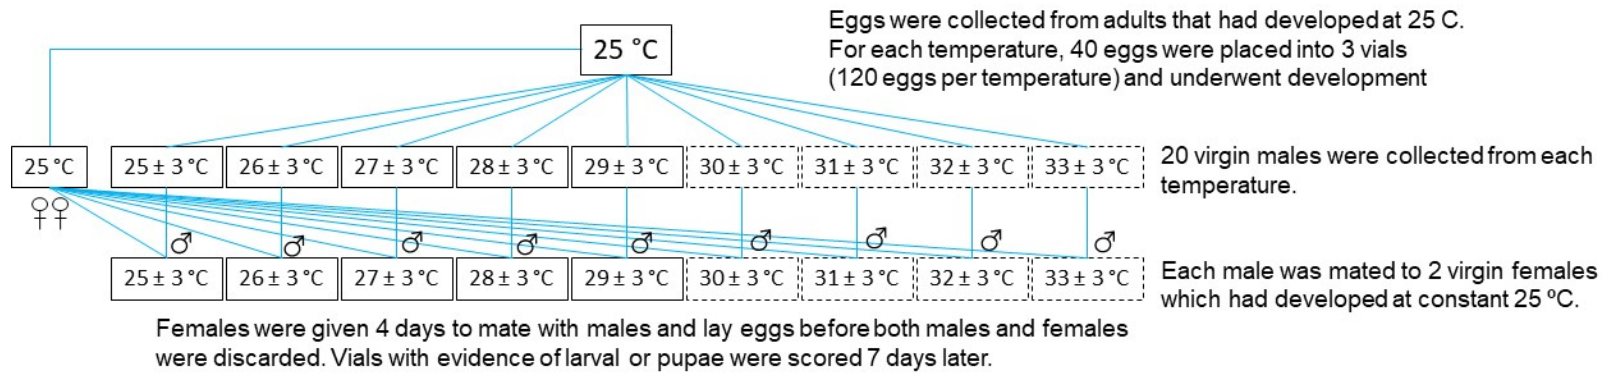 Eggs were collected from adults that had developed at 25 C.
For each temperature, 40 eggs were placed into 3 vials
(120 eggs per temperature) and underwent development
25 °C
25 °C
25 ± 3 °C
26 ± 3 °C
27 ± 3 °C
28 ± 3 °C
29 ± 3 °C
30 ± 3 °C
31 ± 3 °C
32 ± 3 °C
33 ± 3 °C
20 virgin males were collected from each
temperature.
♀♀
♂ ♂ ♂ ♂ ♂ ♂ ♂ ♂ ♂
25 ± 3 °C
26 ± 3 °C
27 ± 3 °C
28 ± 3 °C
29 ± 3 °C
30 ± 3 °C
31 ± 3 °C
32 ± 3 °C
33 ± 3 °C
Each male was mated to 2 virgin females
which had developed at constant 25 ºC.
Females were given 4 days to mate with males and lay eggs before both males and females
were discarded. Vials with evidence of larval or pupae were scored 7 days later.